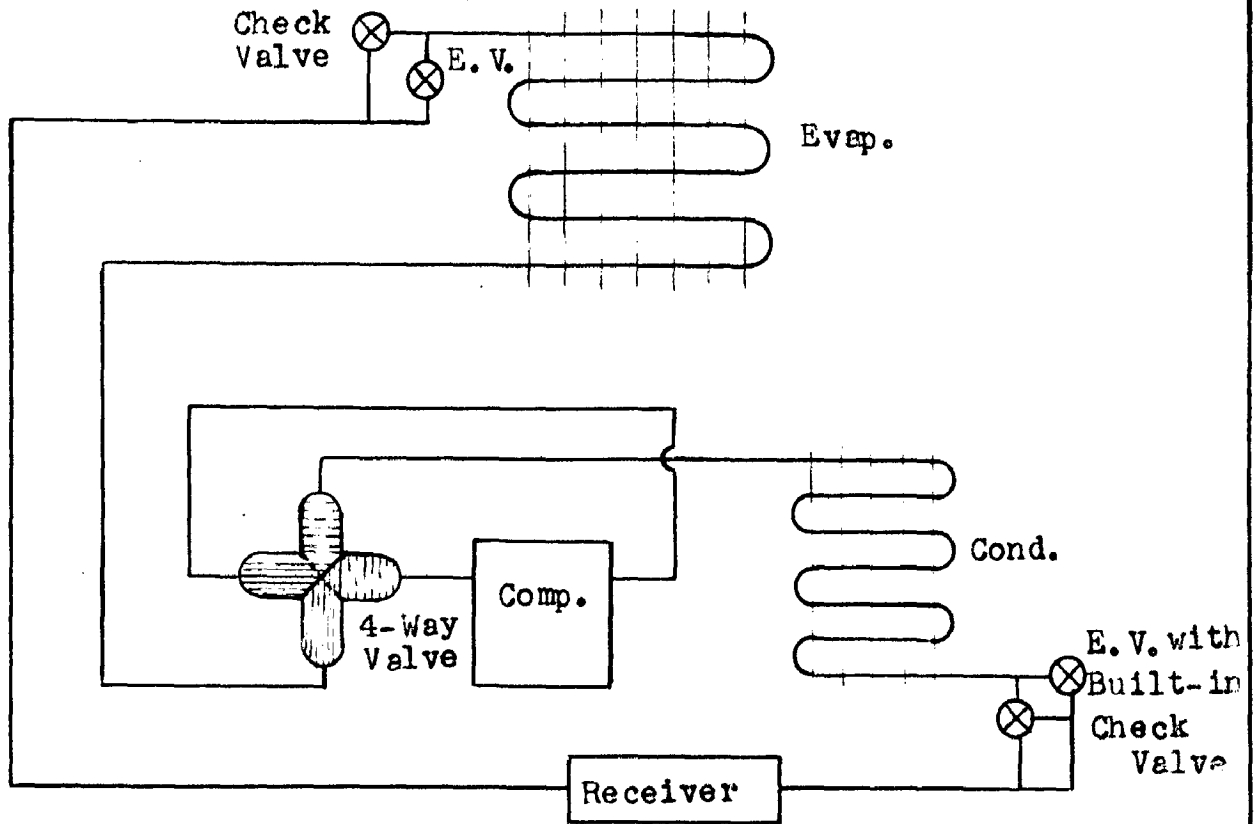 Check
Valve
E.V.
Evap.
Cond.
Comp.
4-Way
Valve
E.V. with
Built-in
Check
Valve
Receiver